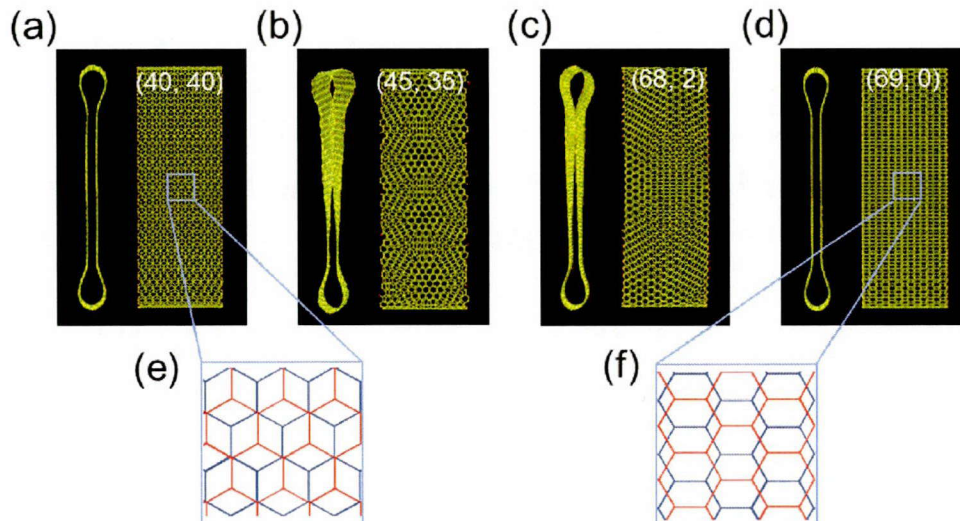 (a)
(b)
(c)
(d)
(40, 40)
(45, 35)
(68, 2)
(69, 0)
(e)
(f)